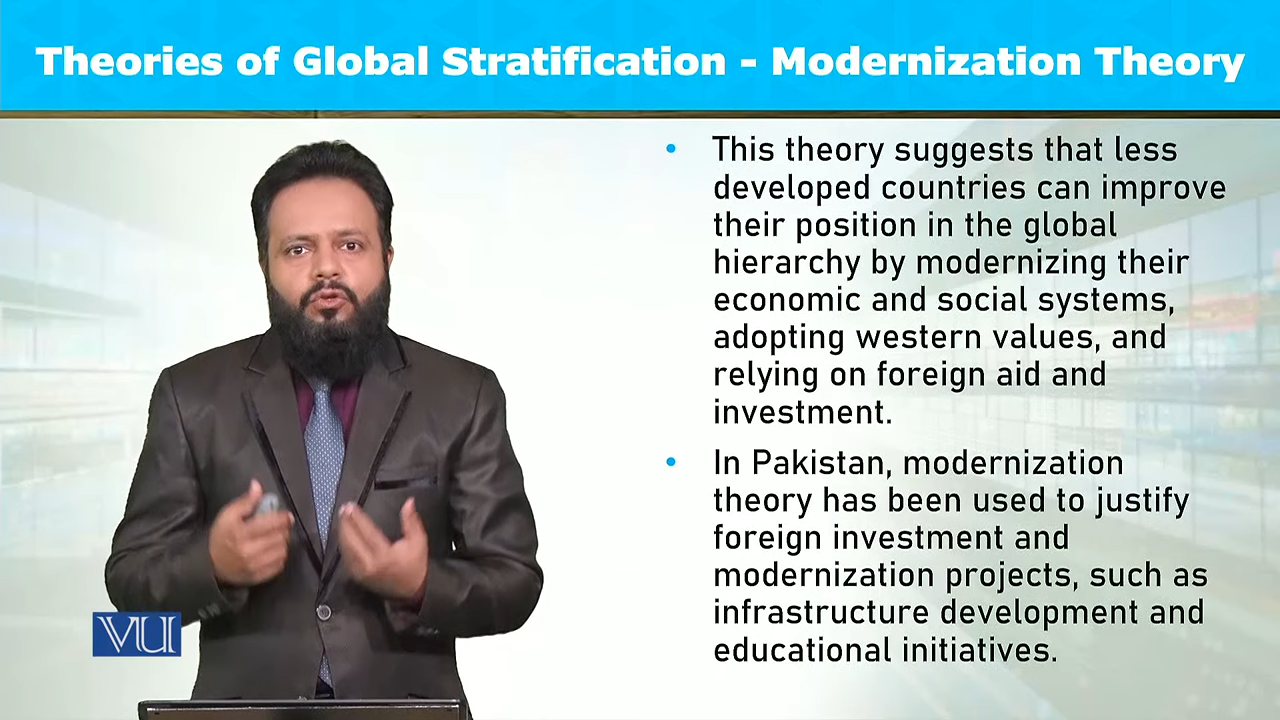 Theories of Global Stratification - Modernization Theory
• This theory suggests that less
developed countries can improve
their position in the global
hierarchy by modernizing their
economic and social systems,
adopting western values, and
relying on foreign aid and
investment.
• In Pakistan, modernization
theory has been used to justify
foreign investment and
modernization projects, such as
infrastructure development and
educational initiatives.
VU